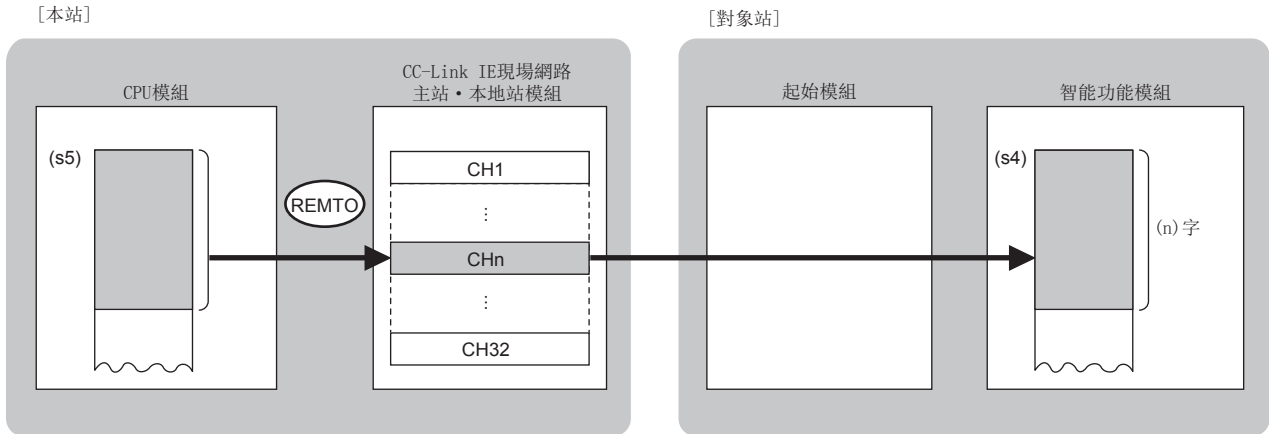 [本站]
[對象站]
CPU模組
CC-Link IE現場網路
主站・本地站模組
起始模組
智能功能模組
(s5)
REMTO
CH1
⋮
CHn
⋮
CH32
(s4)
(n)字